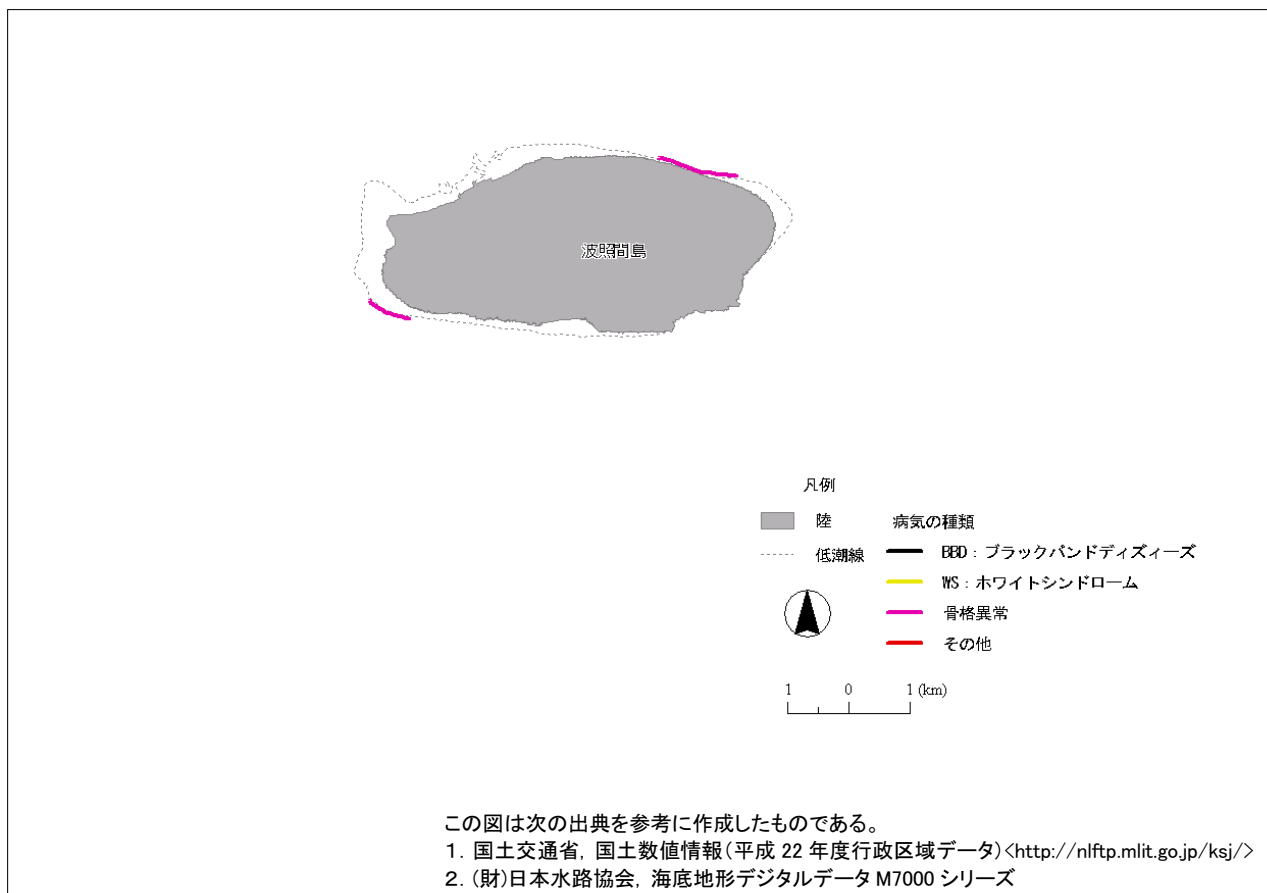 波照間島
凡例
陸
病気の種類
低潮線
BBD：ブラックバンドディズィーズ
WS：ホワイトシンドローム
骨格異常
その他
1 0 1 (km)
この図は次の出典を参考に作成したものである。
1. 国土交通省, 国土数値情報(平成 22 年度行政区域データ)<http://nlftp.mlit.go.jp/ksj/>
2. (財)日本水路協会, 海底地形デジタルデータ M7000 シリーズ